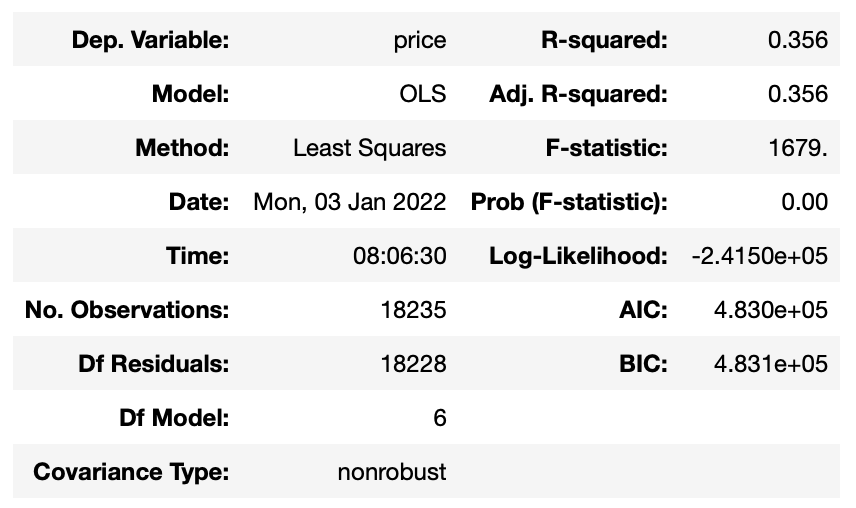 Dep. Variable: price R-squared: 0.356
Model: OLS Adj. R-squared: 0.356
Method: Least Squares F-statistic: 1679.
Date: Mon, 03 Jan 2022 Prob (F-statistic): 0.00
Time: 08:06:30 Log-Likelihood: -2.4150e+05
No. Observations: 18235 AIC: 4.830e+05
Df Residuals: 18228 BIC: 4.831e+05
Df Model: 6
Covariance Type: nonrobust